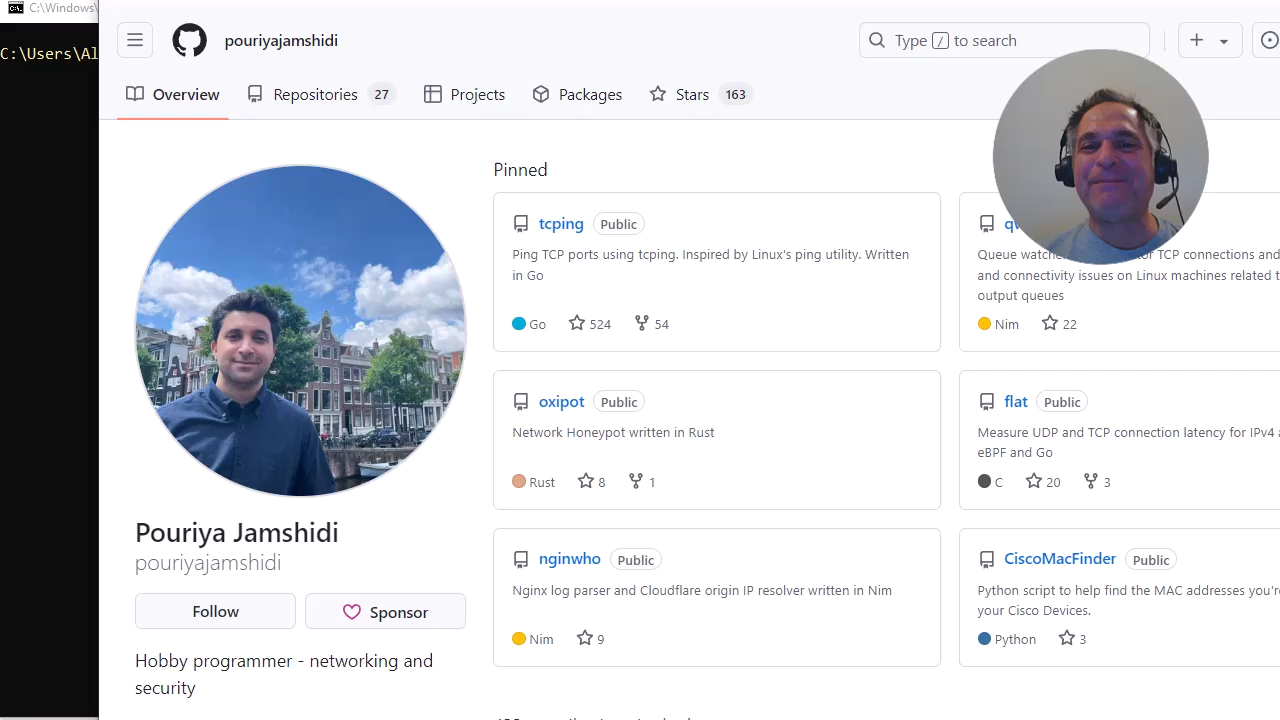 C:\Windows\
C:\Users\Al
pouriyajamshidi
Type / to search
Overview
Repositories 27
Projects
Packages
Stars 163
Pinned
tcping Public
Ping TCP ports using tcping. Inspired by Linux's ping utility. Written
in Go
Go 524 54
Queue
TCP connections and
and connectivity issues on Linux machines related
output queues
Nim 22
oxipot Public
Network Honeypot written in Rust
Rust 8 1
flat Public
Measure UDP and TCP connection latency for IPv4
eBPF and Go
C 20 3
nginwho Public
Nginx log parser and Cloudflare origin IP resolver written in Nim
Nim 9
CiscoMacFinder Public
Python script to help find the MAC addresses you're
your Cisco Devices.
Python 3
Pouriya Jamshidi
pouriyajamshidi
Follow
Sponsor
Hobby programmer - networking and
security